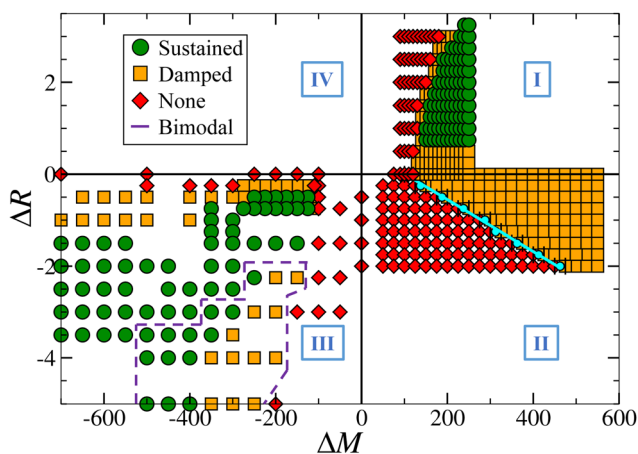 Sustained
Damped
None
Bimodal
IV
I
III
II
2
0
-2
-4
ΔR
-600
-400
-200
0
200
400
ΔM